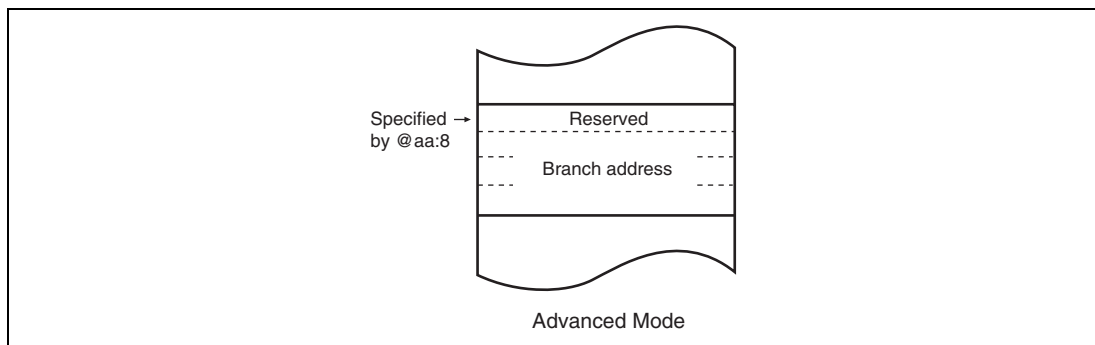 Specified →
by @aa:8
Reserved
Branch address
Advanced Mode